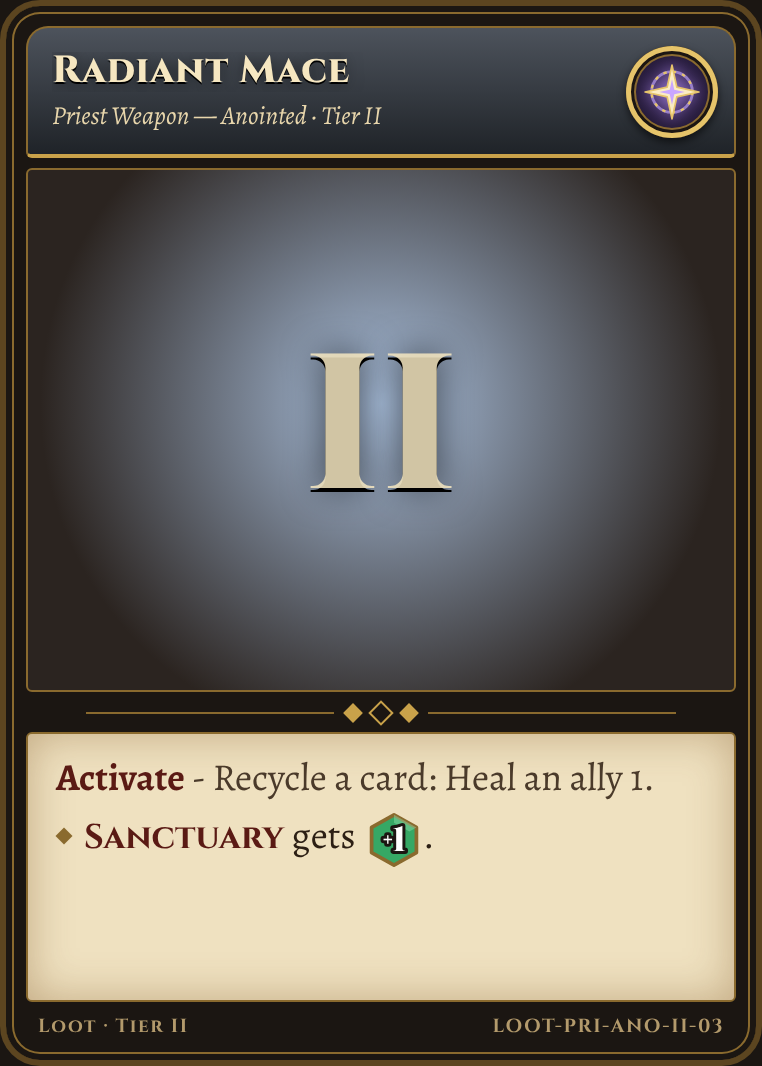 Radiant Mace
Priest Weapon — Anointed · Tier II
II
Activate - Recycle a card: Heal an ally 1.
Sanctuary gets +1.
Loot · Tier II
LOOT-PRI-ANO-II-03